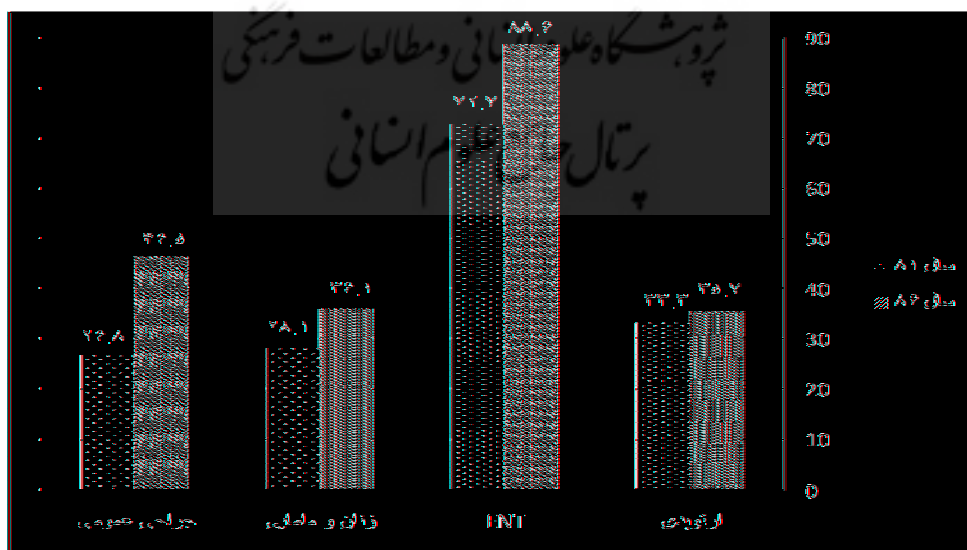 پژوهشگاه علوم انسانی و مطالعات فرهنگی
پرتال جامع علوم انسانی
90
80
70
60
50
40
30
20
10
0
۲۶.۸
۴۶.۵
۲۸.۱
۳۶.۱
۷۲.۷
۸۸.۶
۳۳.۳
۳۵.۷
جراحی عمومی
زنان و مامایی
ENT
ارتوپدی
سال ۸۱
سال ۸۶